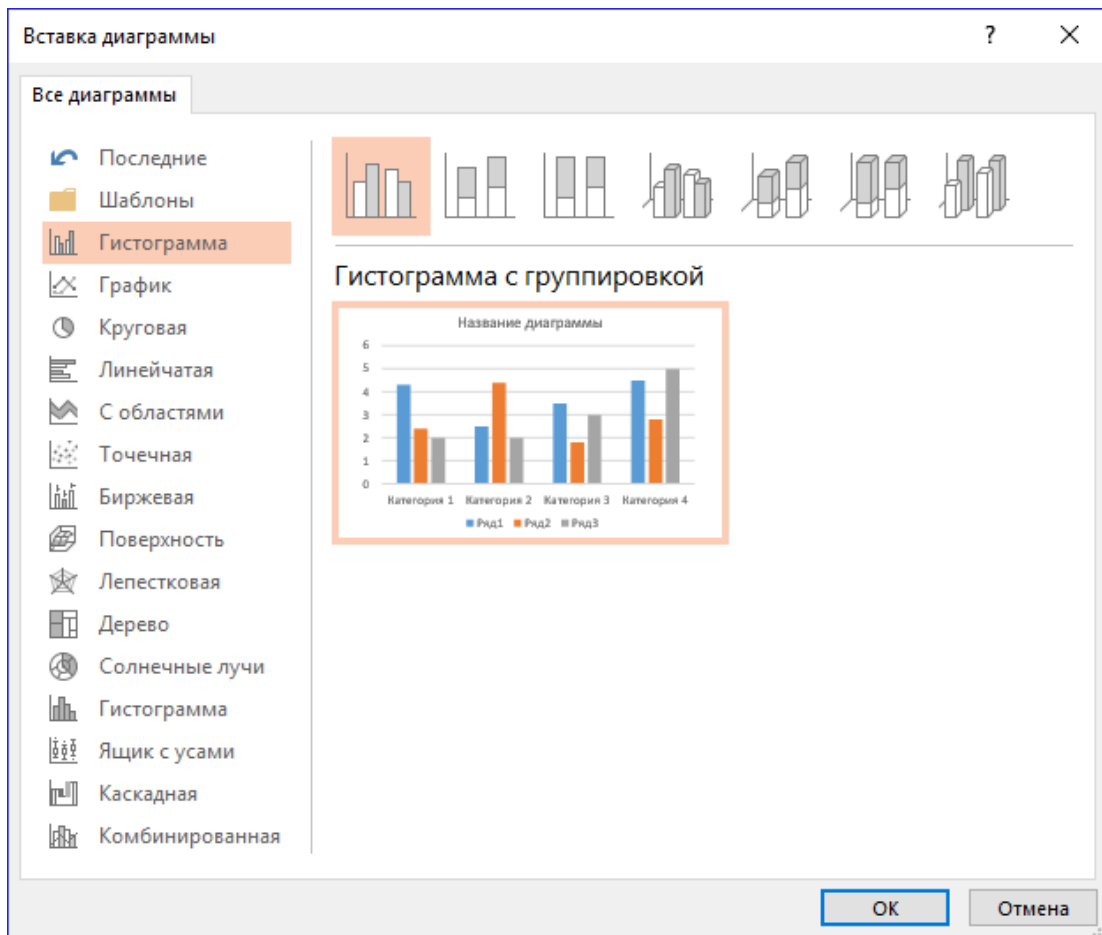 Вставка диаграммы
?
Все диаграммы
Последние
Шаблоны
Гистограмма
График
Круговая
Линейчатая
С областями
Точечная
Биржевая
Поверхность
Лепестковая
Дерево
Солнечные лучи
Гистограмма
Ящик с усами
Каскадная
Комбинированная
Гистограмма с группировкой
Название диаграммы
6
5
4
3
2
1
0
Категория 1 Категория 2 Категория 3 Категория 4
Ряд1 Ряд2 Ряд3
ОК Отмена